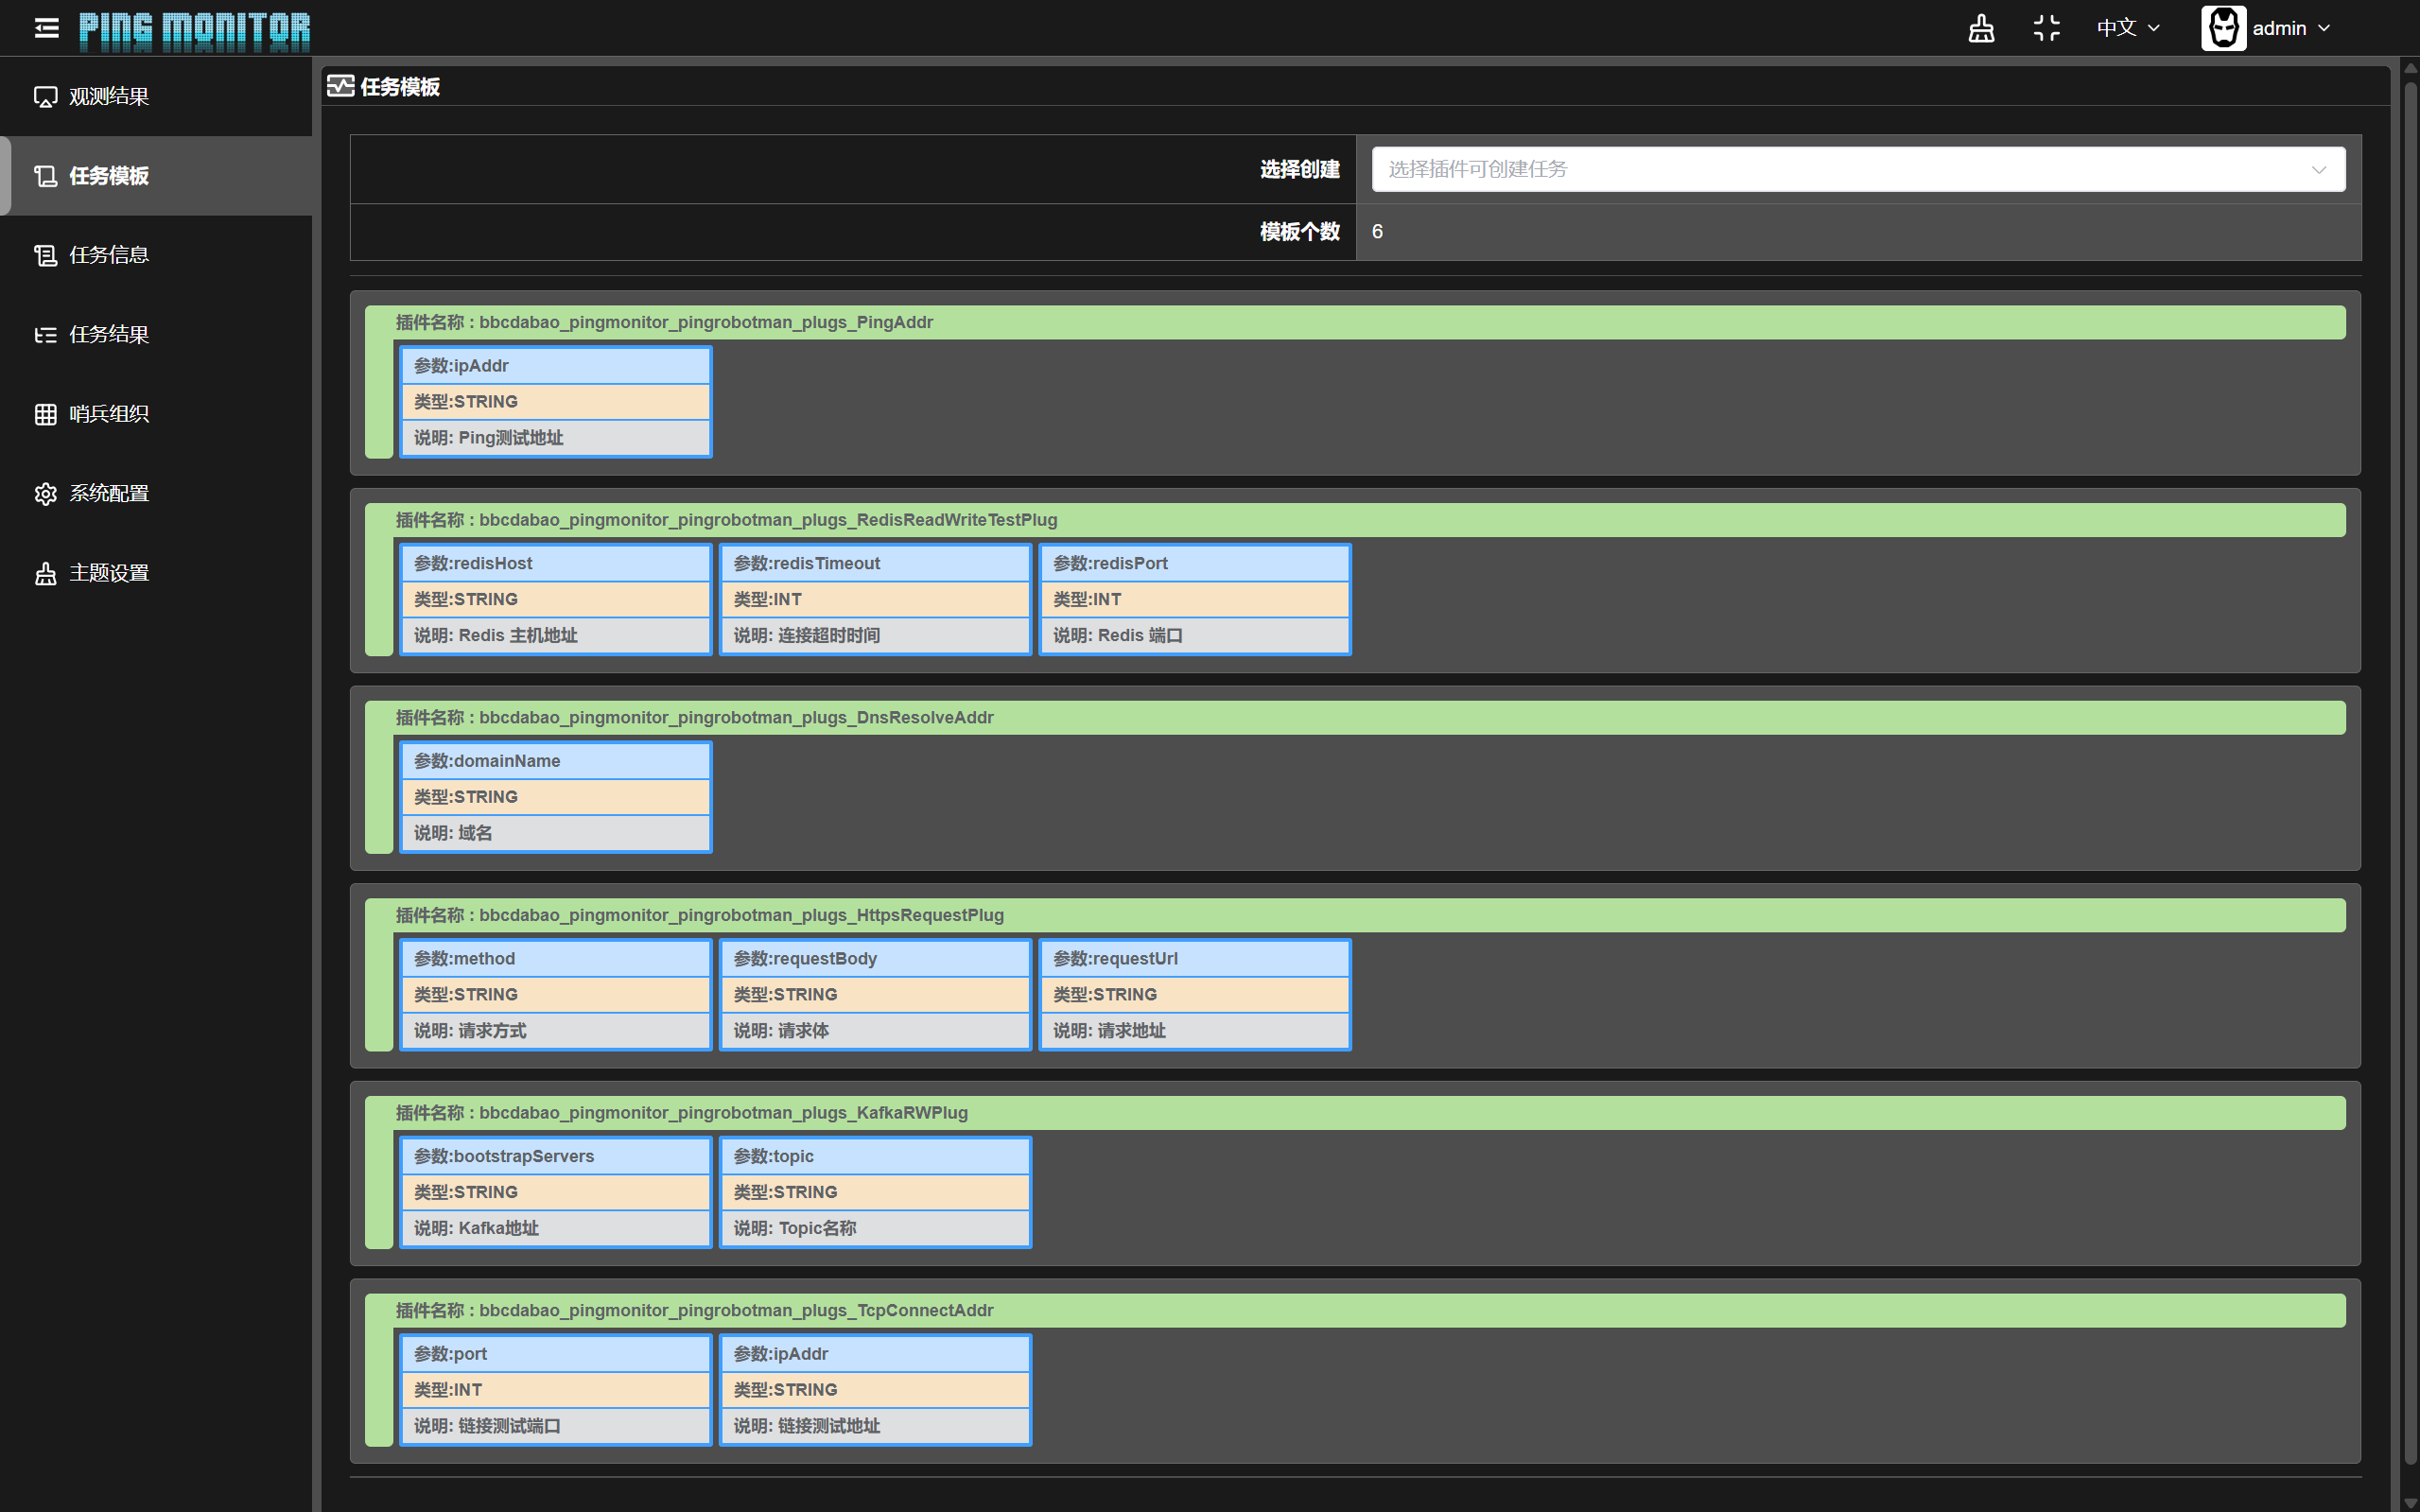 PING MONITOR
中文
admin
观测结果
任务模板
任务信息
任务结果
哨兵组织
系统配置
主题设置
任务模板
选择创建
选择插件可创建任务
模板个数
6
插件名称 : bbcdabao_pingmonitor_pingrobotman_plugs_PingAddr
参数:ipAddr
类型:STRING
说明: Ping测试地址
插件名称 : bbcdabao_pingmonitor_pingrobotman_plugs_RedisReadWriteTestPlug
参数:redisHost
类型:STRING
说明: Redis 主机地址
参数:redisTimeout
类型:INT
说明: 连接超时时间
参数:redisPort
类型:INT
说明: Redis 端口
插件名称 : bbcdabao_pingmonitor_pingrobotman_plugs_DnsResolveAddr
参数:domainName
类型:STRING
说明: 域名
插件名称 : bbcdabao_pingmonitor_pingrobotman_plugs_HttpsRequestPlug
参数:method
类型:STRING
说明: 请求方式
参数:requestBody
类型:STRING
说明: 请求体
参数:requestUrl
类型:STRING
说明: 请求地址
插件名称 : bbcdabao_pingmonitor_pingrobotman_plugs_KafkaRWPlug
参数:bootstrapServers
类型:STRING
说明: Kafka地址
参数:topic
类型:STRING
说明: Topic名称
插件名称 : bbcdabao_pingmonitor_pingrobotman_plugs_TcpConnectAddr
参数:port
类型:INT
说明: 链接测试端口
参数:ipAddr
类型:STRING
说明: 链接测试地址